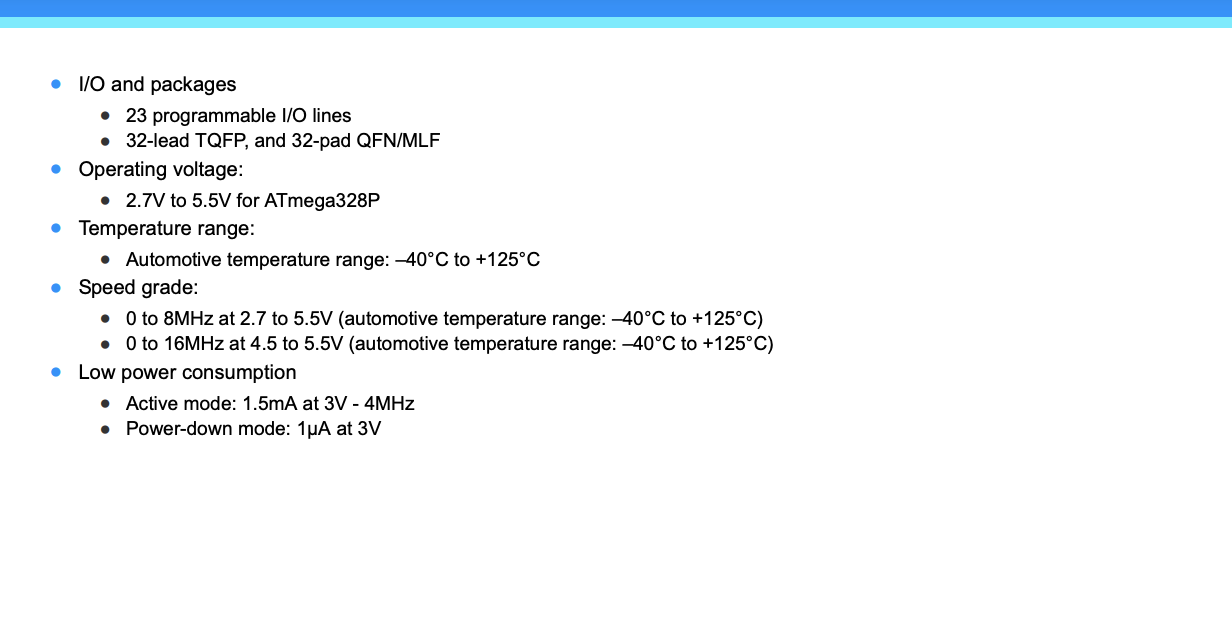 I/O and packages
23 programmable I/O lines
32-lead TQFP, and 32-pad QFN/MLF
Operating voltage:
2.7V to 5.5V for ATmega328P
Temperature range:
Automotive temperature range: –40°C to +125°C
Speed grade:
0 to 8MHz at 2.7 to 5.5V (automotive temperature range: –40°C to +125°C)
0 to 16MHz at 4.5 to 5.5V (automotive temperature range: –40°C to +125°C)
Low power consumption
Active mode: 1.5mA at 3V - 4MHz
Power-down mode: 1µA at 3V